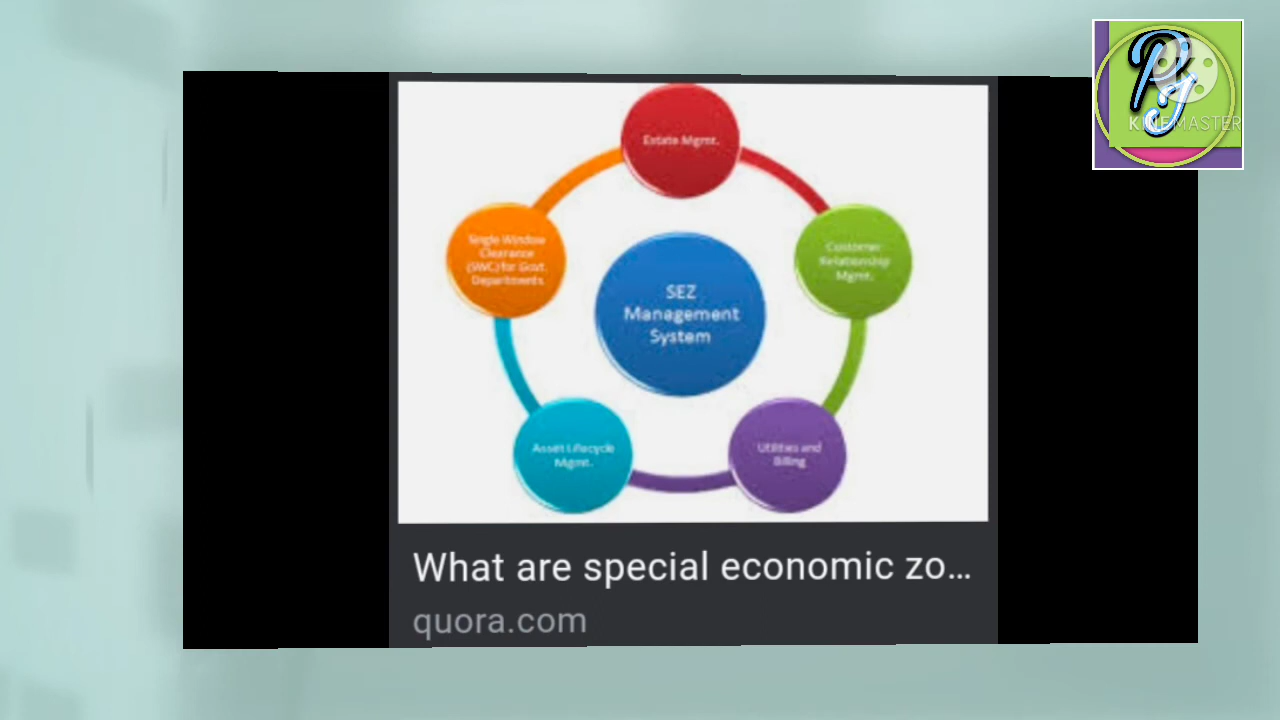 PJ
KINEMASTER
Estate Mgmt.
Single Window
Clearance
(SWC) for Govt.
Departments
Customer
Relationship
Mgmt.
SEZ
Management
System
Asset Lifecycle
Mgmt.
Utilities and
Billing
What are special economic zo...
quora.com